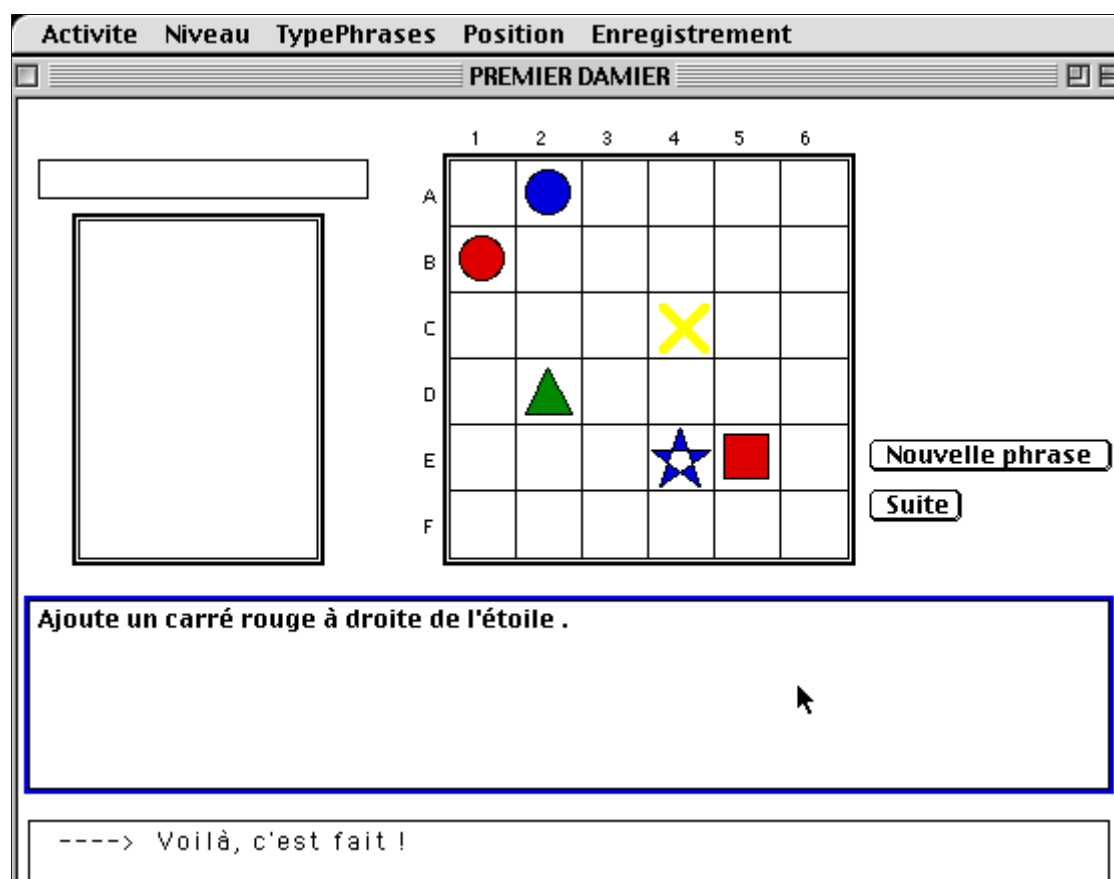 Activite Niveau TypePhrases Position Enregistrement
PREMIER DAMIER
1 2 3 4 5 6
A
B
C
D
E
F
Nouvelle phrase
Suite
Ajoute un carré rouge à droite de l'étoile .
----> Voilà, c'est fait !